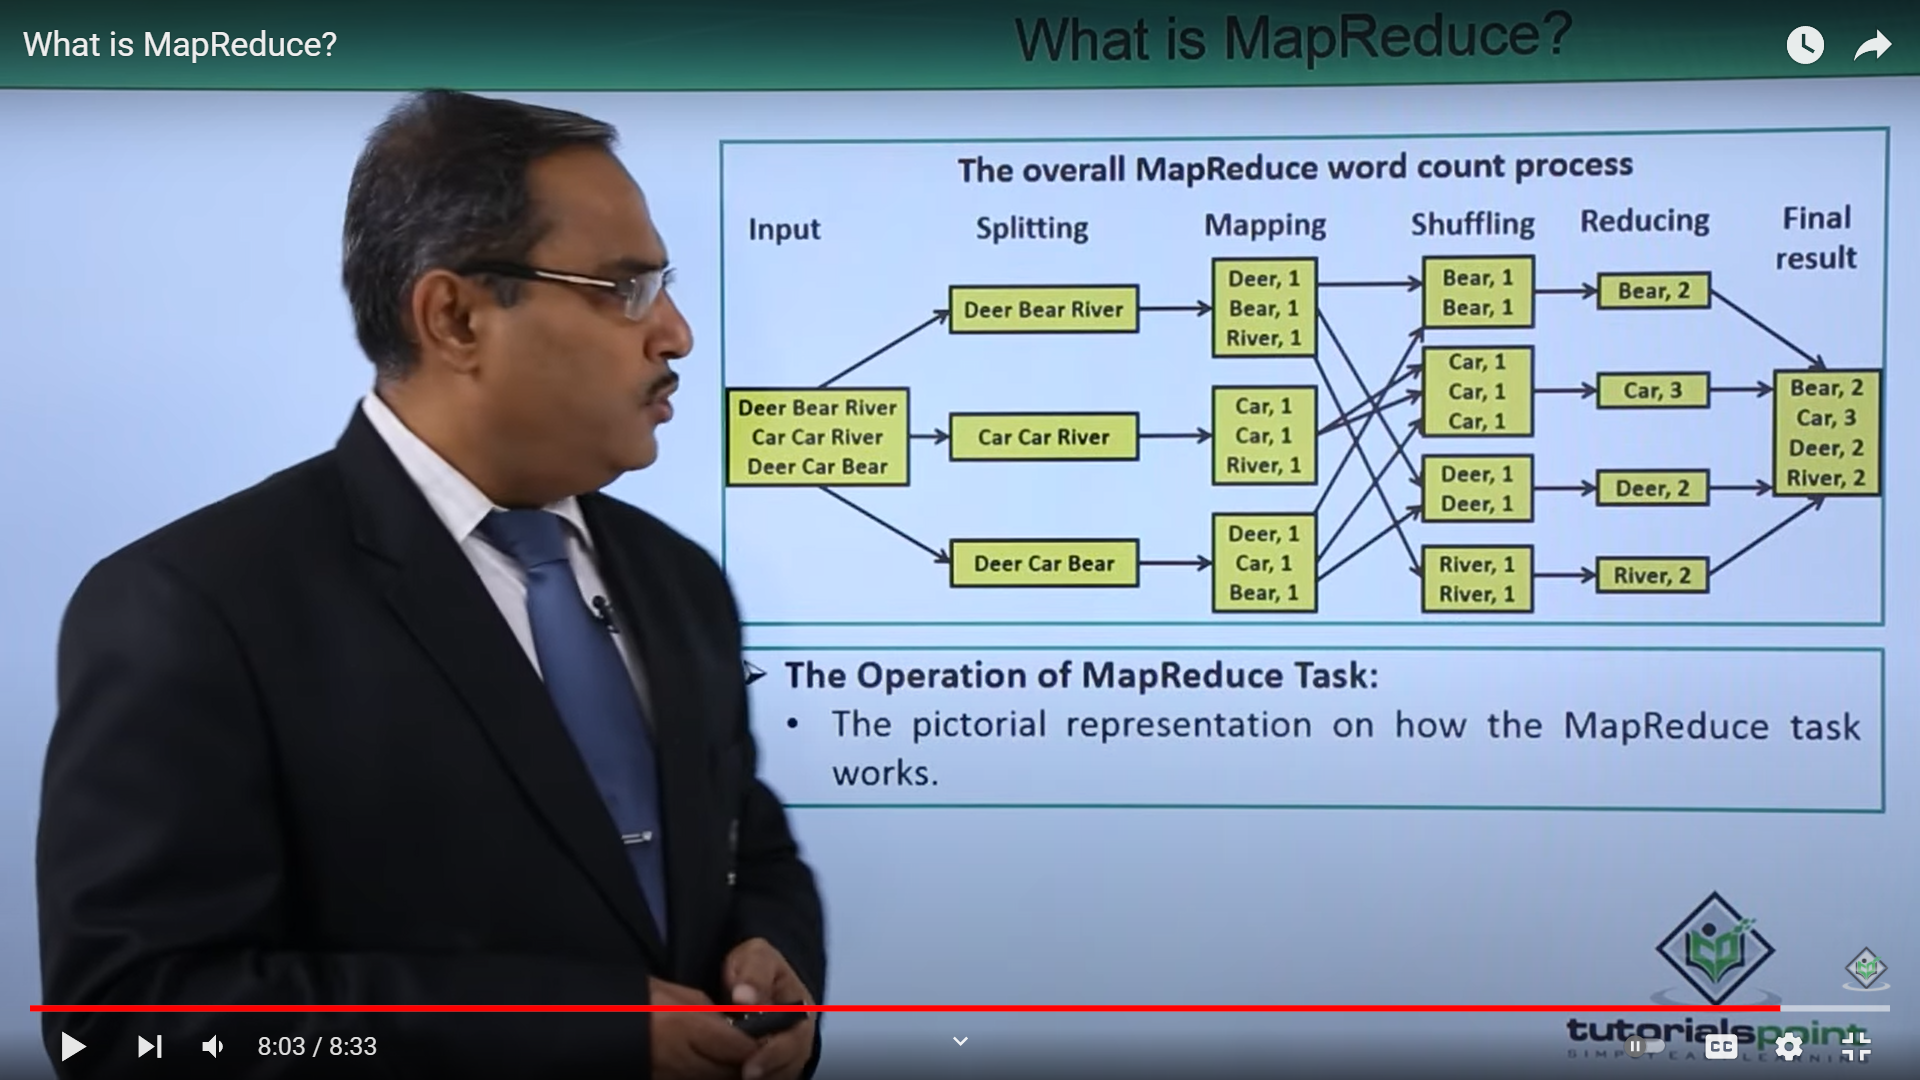 What is MapReduce?
What is MapReduce?
The overall MapReduce word count process
Input
Splitting
Mapping
Shuffling
Reducing
Final
result
Deer Bear River
Car Car River
Deer Car Bear
Deer Bear River
Car Car River
Deer Car Bear
Deer, 1
Bear, 1
River, 1
Car, 1
Car, 1
River, 1
Deer, 1
Car, 1
Bear, 1
Bear, 1
Bear, 1
Car, 1
Car, 1
Car, 1
Deer, 1
Deer, 1
River, 1
River, 1
Bear, 2
Car, 3
Deer, 2
River, 2
Bear, 2
Car, 3
Deer, 2
River, 2
The Operation of MapReduce Task:
The pictorial representation on how the MapReduce task
works.
tutorialspoint
8:03 / 8:33
CC